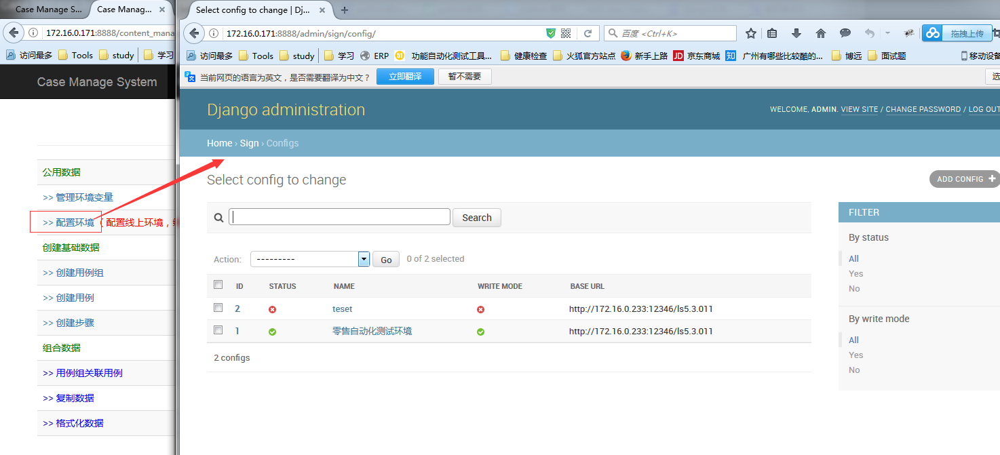 Case Manage S...
Case Manag...
172.16.0.171:8888/content_mana
访问最多 Tools study 学习
Case Manage System
公用数据
>> 管理环境变量
>> 配置环境 ( 配置线上环境，
创建基础数据
>> 创建用例组
>> 创建用例
>> 创建步骤
组合数据
>> 用例组关联用例
>> 复制数据
>> 格式化数据
Select config to change | Dj...
172.16.0.171:8888/admin/sign/config/
百度 <Ctrl+K>
拖拽上传
访问最多 Tools study 学习 ERP 功能自动化测试工具... 健康检查 火狐官方站点 新手上路 JD 京东商城 知 广州有哪些比较酷的... 博远 面试题 移动设备
当前网页的语言为英文，是否需要翻译为中文？ 立即翻译 暂不需要 选
Django administration
WELCOME, ADMIN. VIEW SITE / CHANGE PASSWORD / LOG OUT
Home › Sign › Configs
Select config to change
ADD CONFIG +
Search
Action: --------- Go 0 of 2 selected
ID STATUS NAME WRITE MODE BASE URL
2 teset http://172.16.0.233:12346/ls5.3.011
1 零售自动化测试环境 http://172.16.0.233:12346/ls5.3.011
2 configs
FILTER
By status
All
Yes
No
By write mode
All
Yes
No